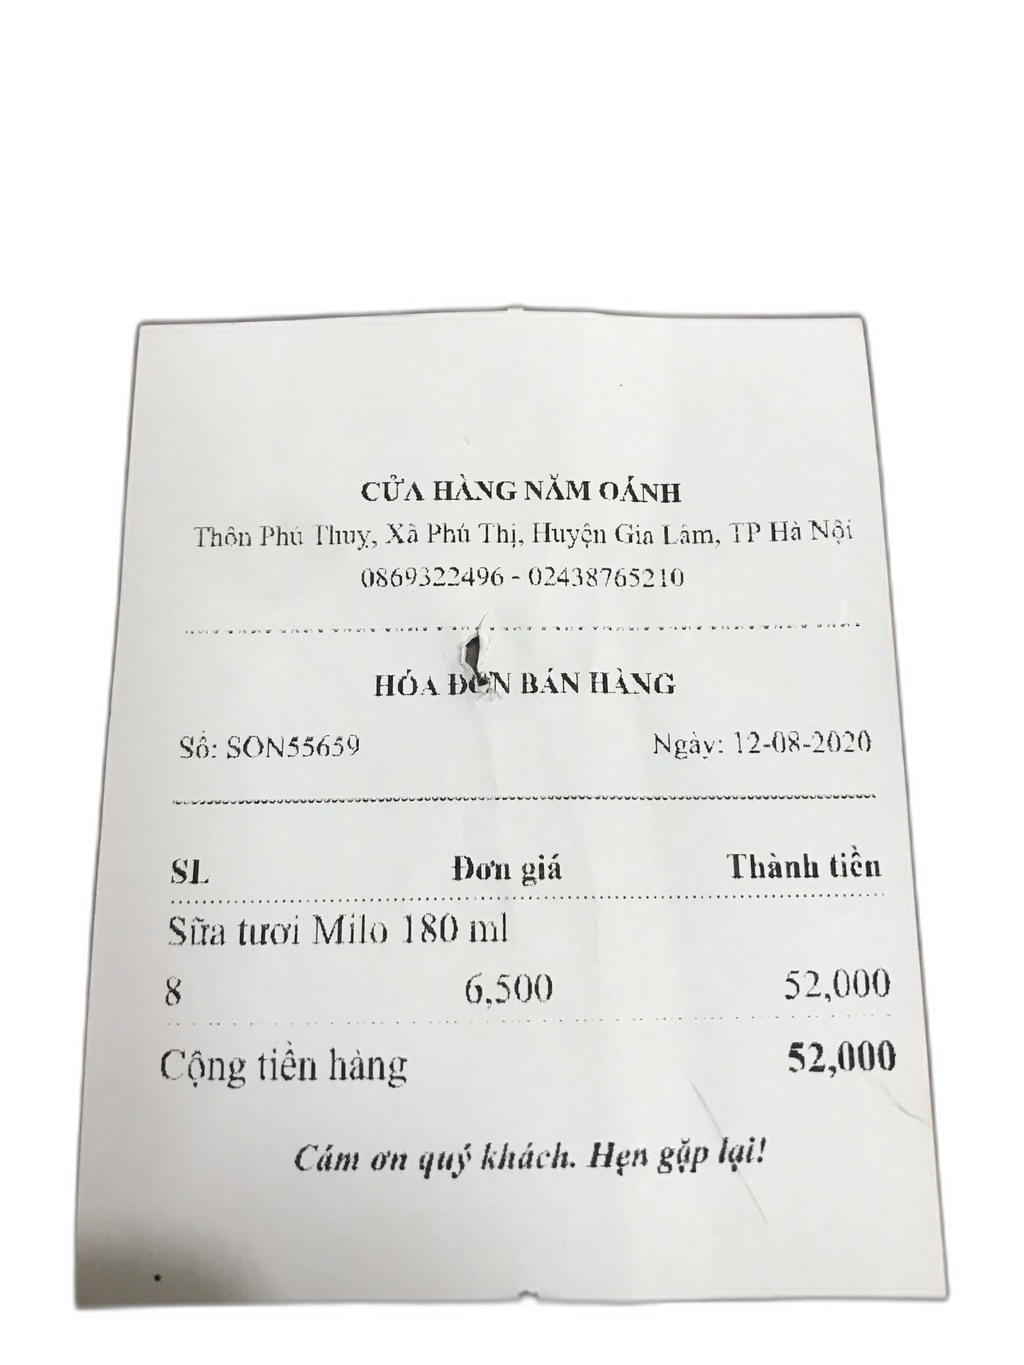 CỬA HÀNG NĂM OÁNH
Thôn Phú Thuy, Xã Phú Thị, Huyện Gia Lâm, TP Hà Nội
0869322496 - 02438765210
HÓA ĐƠN BÁN HÀNG
Số: SON55659 Ngày: 12-08-2020
SL Đơn giá Thành tiền
Sữa tươi Milo 180 ml
8 6,500 52,000
Cộng tiền hàng 52,000
Cám ơn quý khách. Hẹn gặp lại!